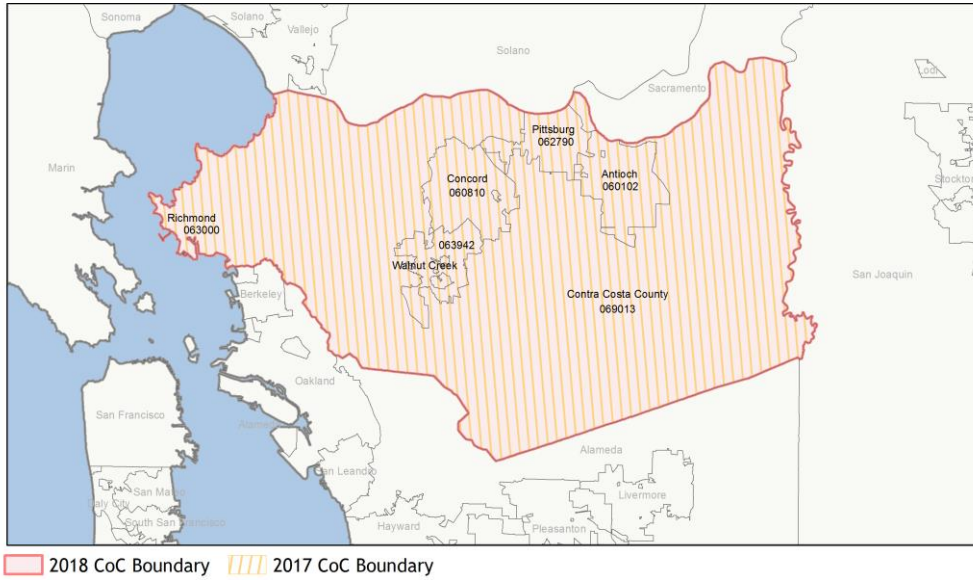 Sonoma
Solano
Vallejo
Solano
Lodi
Sacramento
Pittsburg
062790
Marin
Concord
060810
Antioch
060102
Stockton
Richmond
063000
063942
Walnut Creek
San Joaquin
Contra Costa County
069013
Berkeley
Oakland
San Francisco
Alameda
Alameda
San Leandro
San Mateo
Daly City
Livermore
South San Francisco
Hayward
Pleasanton
2018 CoC Boundary
2017 CoC Boundary